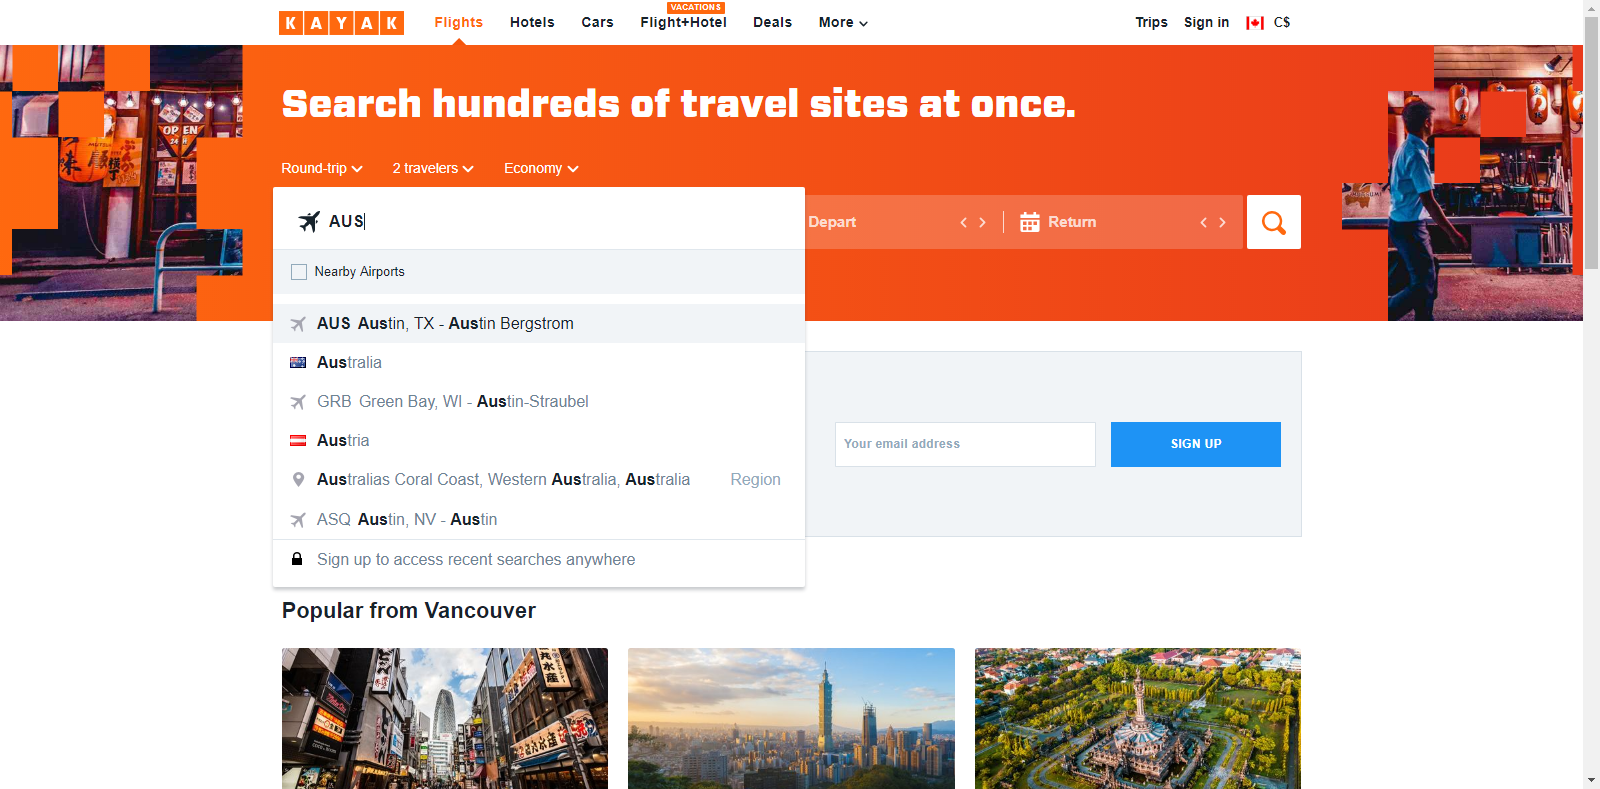 KAYAK
Flights
Hotels
Cars
VACATIONS
Flight+Hotel
Deals
More
Trips
Sign in
C$
OPEN
Search hundreds of travel sites at once.
Round-trip
2 travelers
Economy
AUS
Depart
Return
Nearby Airports
AUS Austin, TX - Austin Bergstrom
Australia
GRB Green Bay, WI - Austin-Straubel
Austria
Australias Coral Coast, Western Australia, Australia Region
ASQ Austin, NV - Austin
Sign up to access recent searches anywhere
Your email address
SIGN UP
Popular from Vancouver